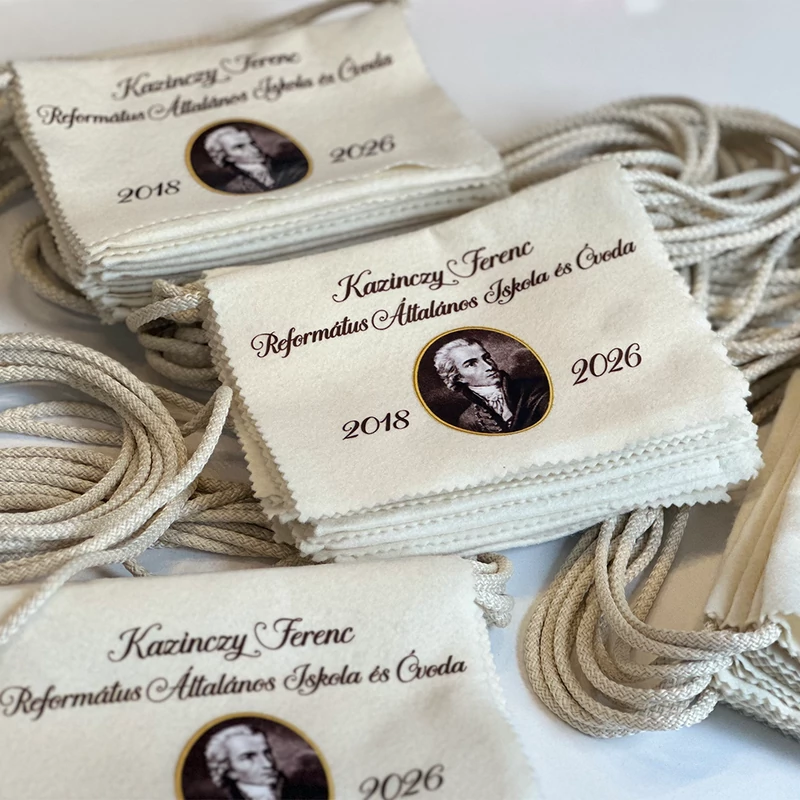 Kazinczy Ferenc
Református Általános Iskola és Óvoda
2018 2026
Kazinczy Ferenc
Református Általános Iskola és Óvoda
2018 2026
Kazinczy Ferenc
Református Általános Iskola és Óvoda
2026